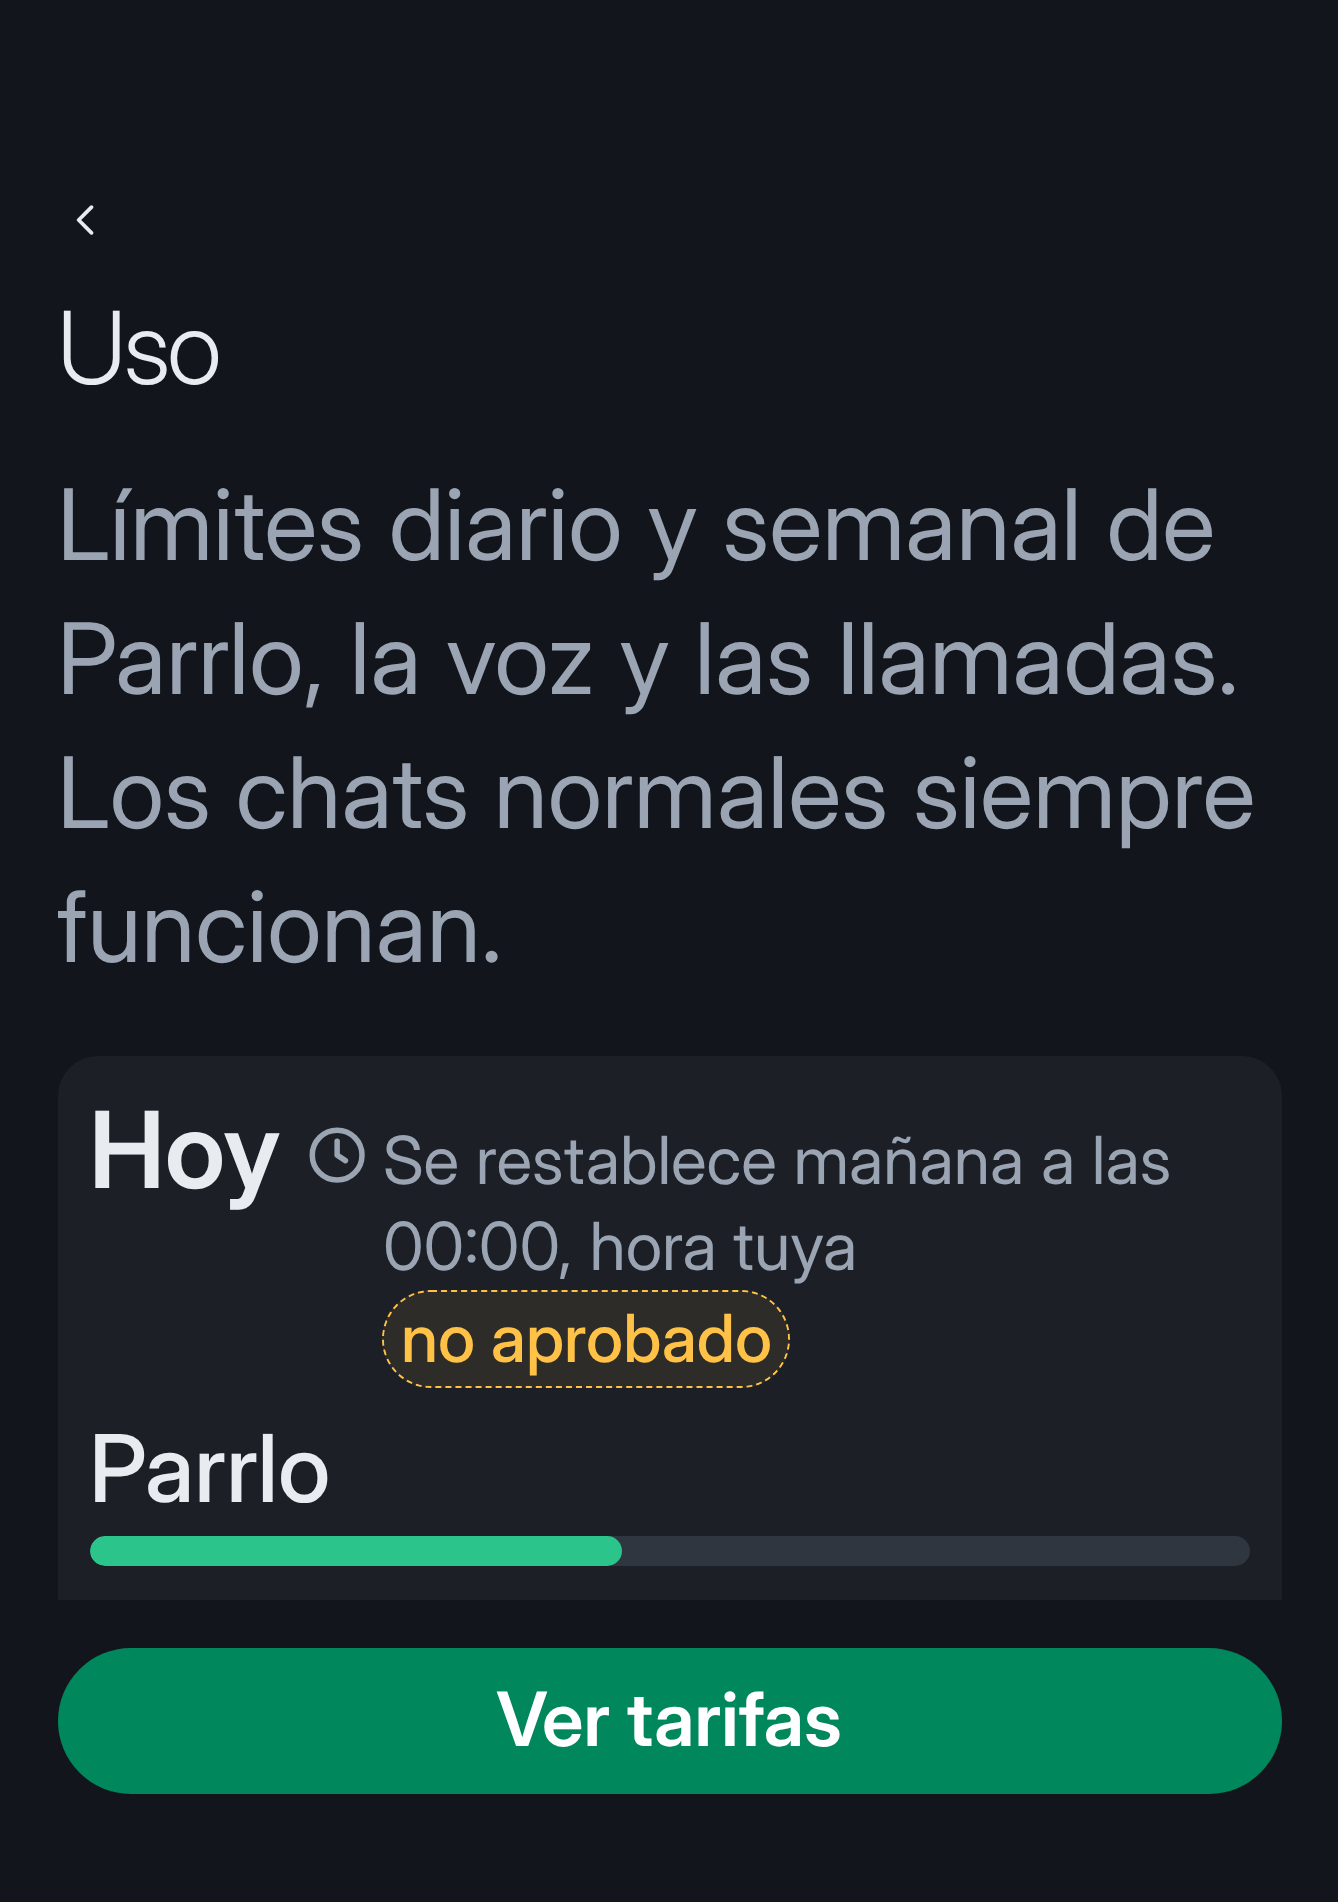 Uso
Límites diario y semanal de
Parrlo, la voz y las llamadas.
Los chats normales siempre
funcionan.
Hoy Se restablece mañana a las
00:00, hora tuya
no aprobado
Parrlo
Ver tarifas